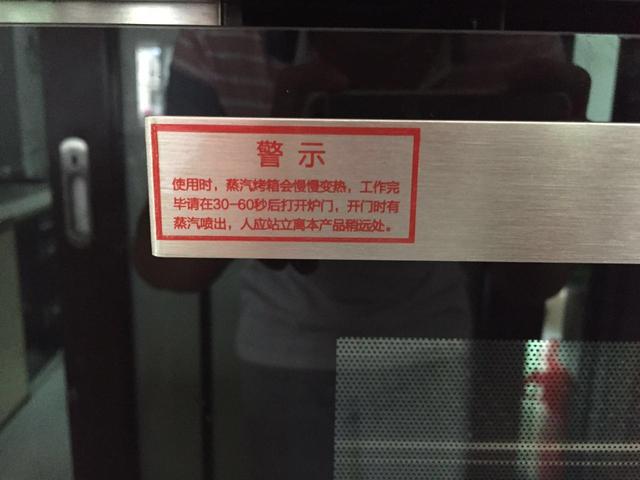 警示
使用时，蒸汽烤箱会慢慢变热，工作完
毕请在30-60秒后打开炉门，开门时有
蒸汽喷出，人应站立离本产品稍远处。